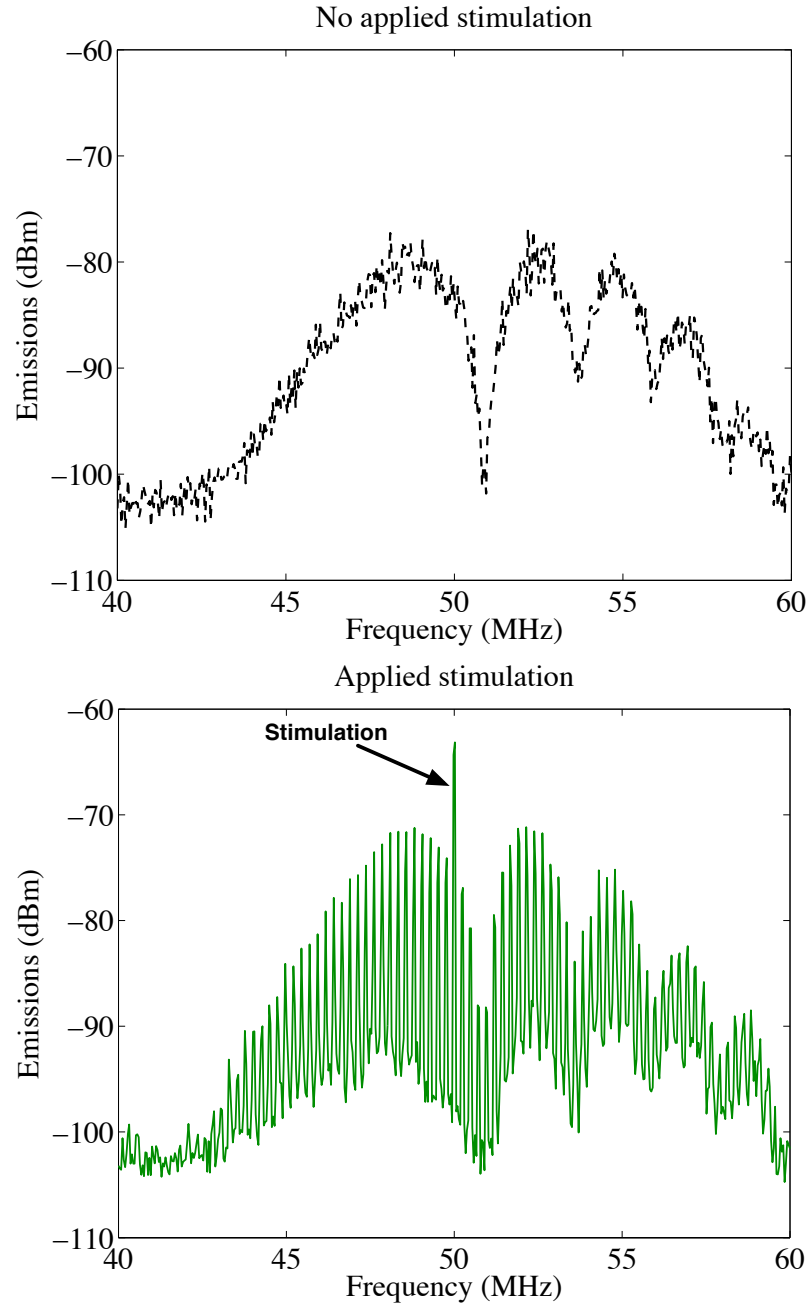 No applied stimulation
−60
−70
−80
−90
−100
−110
Emissions (dBm)
40 45 50 55 60
Frequency (MHz)
Applied stimulation
−60
−70
−80
−90
−100
−110
Emissions (dBm)
Stimulation
40 45 50 55 60
Frequency (MHz)